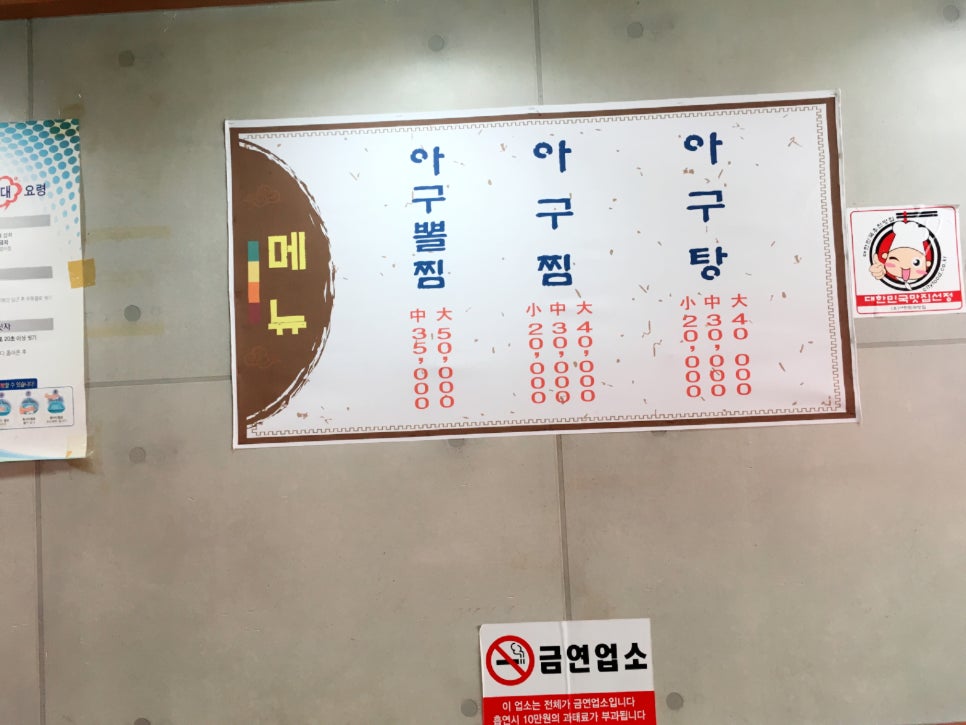 대 요령
메뉴
아구뽈찜
中 35,000
大 50,000
아구찜
小 20,000
中 30,000
大 40,000
아구탕
小 20,000
中 30,000
大 40,000
대한민국맛집선정
금연업소
이 업소는 전체가 금연업소입니다
흡연시 10만원의 과태료가 부과됩니다